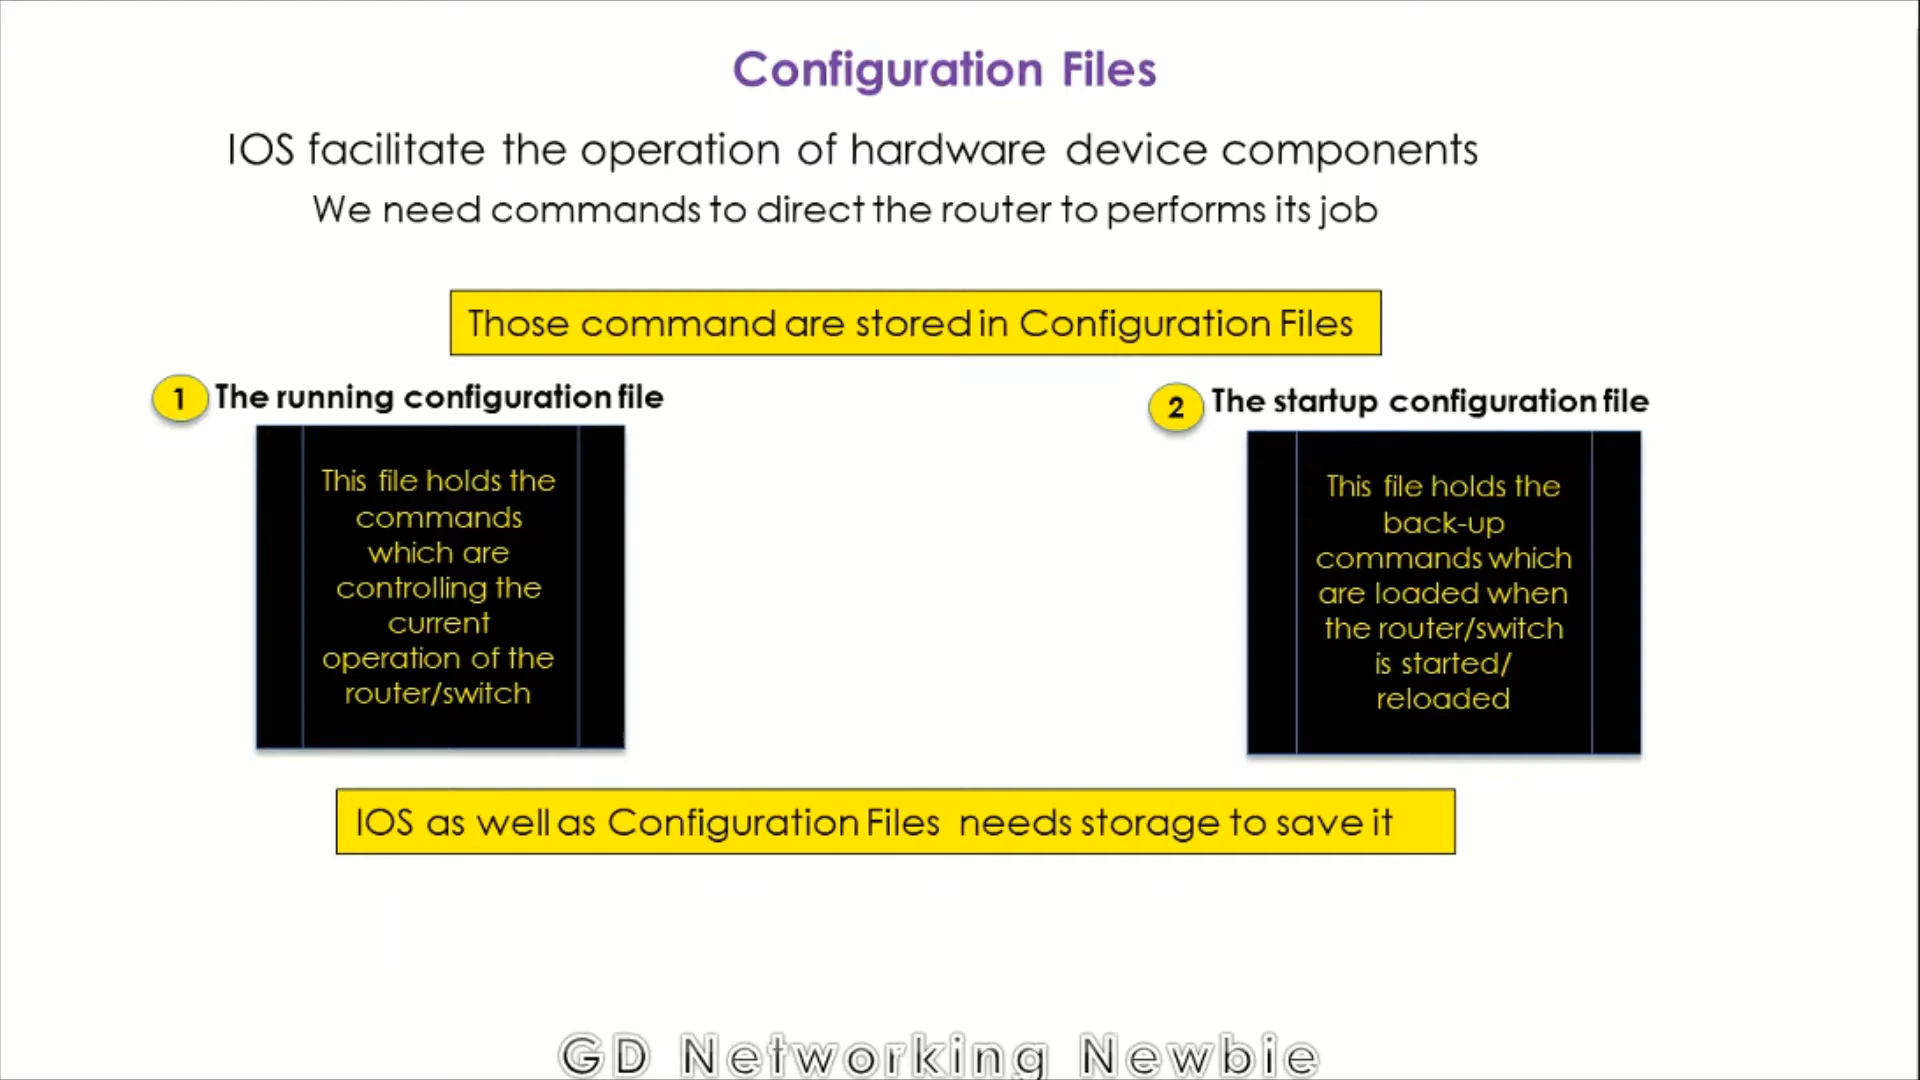 Configuration Files
IOS facilitate the operation of hardware device components
We need commands to direct the router to performs its job
Those command are stored in Configuration Files
1 The running configuration file
This file holds the
commands
which are
controlling the
current
operation of the
router/switch
2 The startup configuration file
This file holds the
back-up
commands which
are loaded when
the router/switch
is started/
reloaded
IOS as well as Configuration Files needs storage to save it
GD Networking Newbie